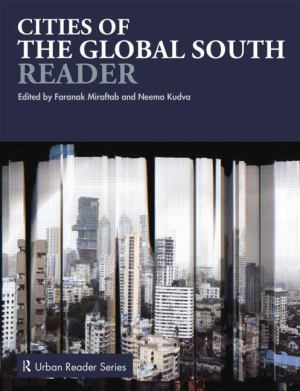 CITIES OF
THE GLOBAL SOUTH
READER
Edited by Faranak Miraftab and Neema Kudva
R Urban Reader Series